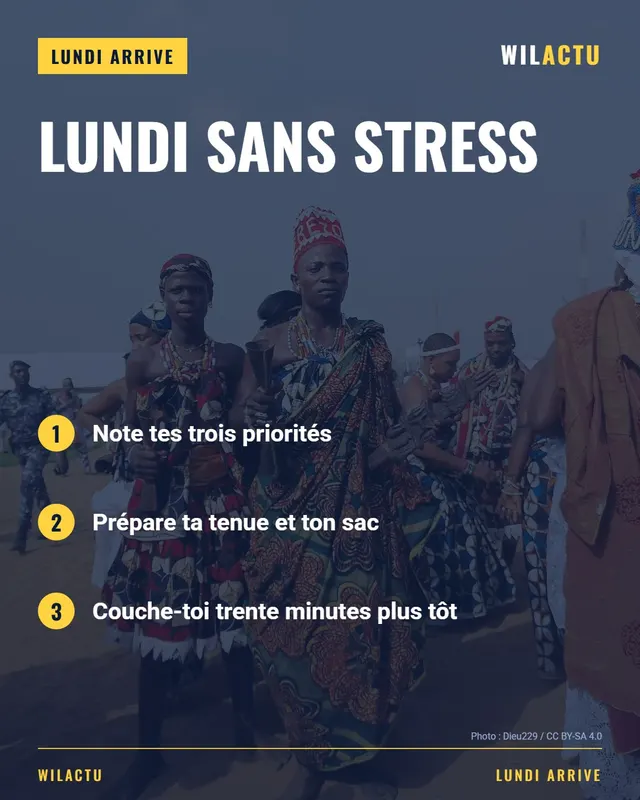 LUNDI ARRIVE
WILACTU
LUNDI SANS STRESS
1 Note tes trois priorités
2 Prépare ta tenue et ton sac
3 Couche-toi trente minutes plus tôt
Photo : Dieu229 / CC BY-SA 4.0
WILACTU
LUNDI ARRIVE